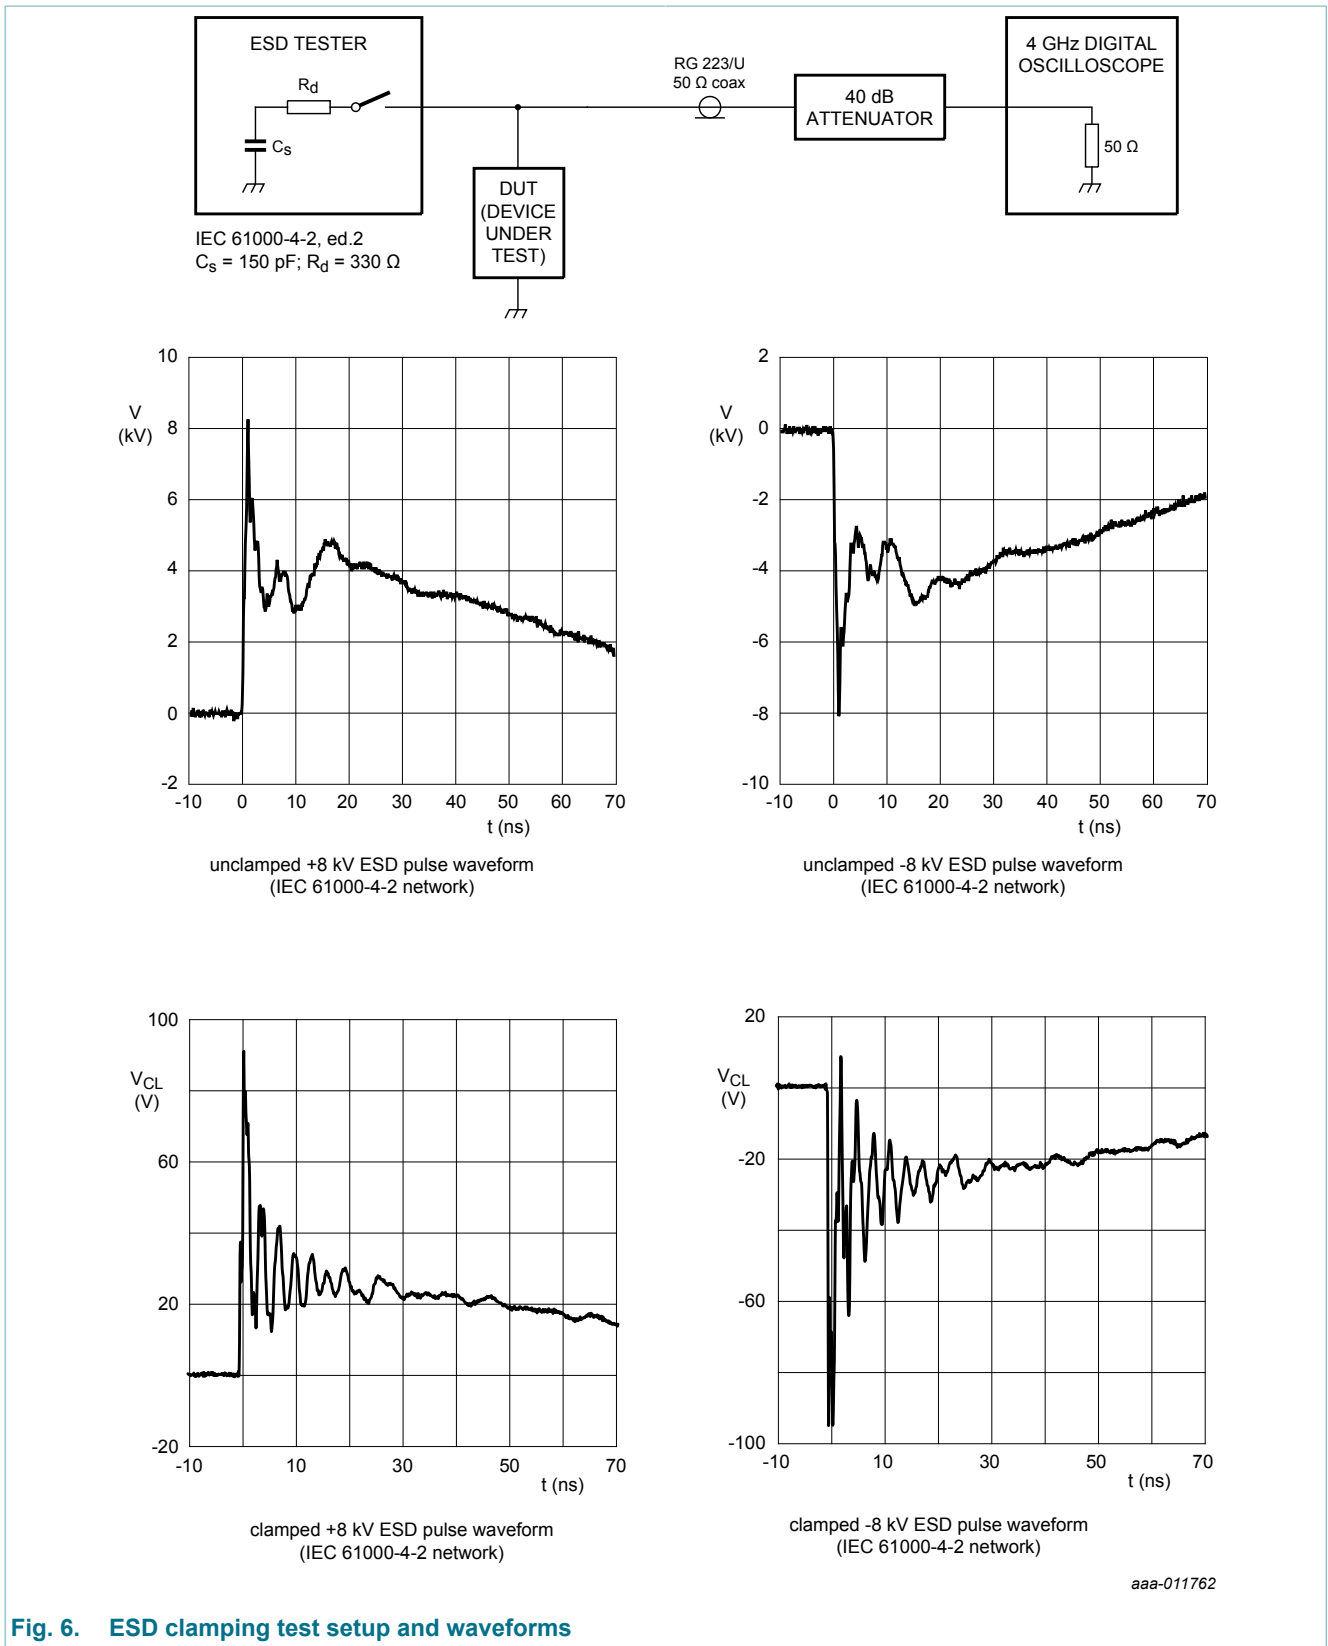 ESD TESTER
Rd
Cs
IEC 61000-4-2, ed.2
Cs = 150 pF; Rd = 330 Ω
DUT
(DEVICE
UNDER
TEST)
RG 223/U
50 Ω coax
40 dB
ATTENUATOR
4 GHz DIGITAL
OSCILLOSCOPE
50 Ω
V
(kV)
10
8
6
4
2
0
-2
-10 0 10 20 30 40 50 60 70
t (ns)
unclamped +8 kV ESD pulse waveform
(IEC 61000-4-2 network)
V
(kV)
2
0
-2
-4
-6
-8
-10
-10 0 10 20 30 40 50 60 70
t (ns)
unclamped -8 kV ESD pulse waveform
(IEC 61000-4-2 network)
VCL
(V)
100
60
20
-20
-10 10 30 50 70
t (ns)
clamped +8 kV ESD pulse waveform
(IEC 61000-4-2 network)
VCL
(V)
20
-20
-60
-100
-10 10 30 50 70
t (ns)
clamped -8 kV ESD pulse waveform
(IEC 61000-4-2 network)
aaa-011762
Fig. 6. ESD clamping test setup and waveforms